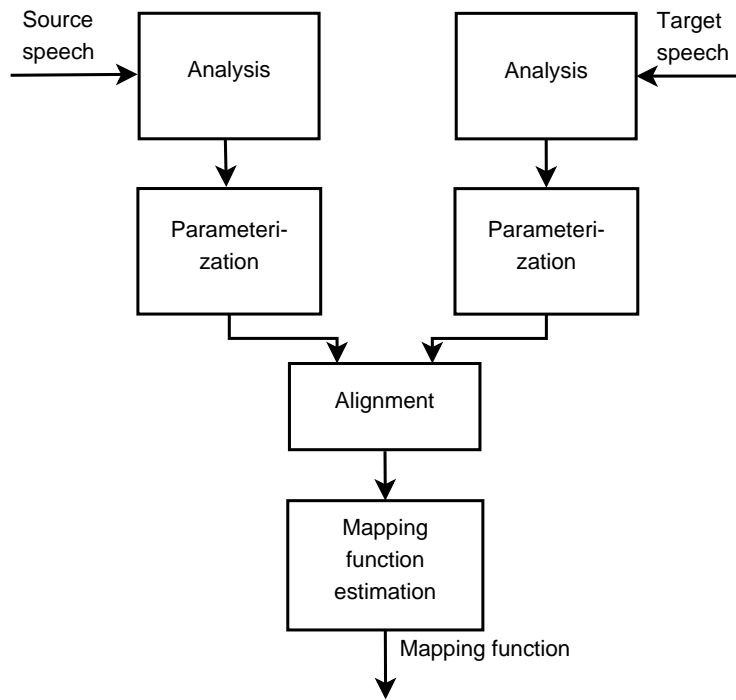 Source
speech
Target
speech
Analysis
Analysis
Parameteri-
zation
Parameteri-
zation
Alignment
Mapping
function
estimation
Mapping function